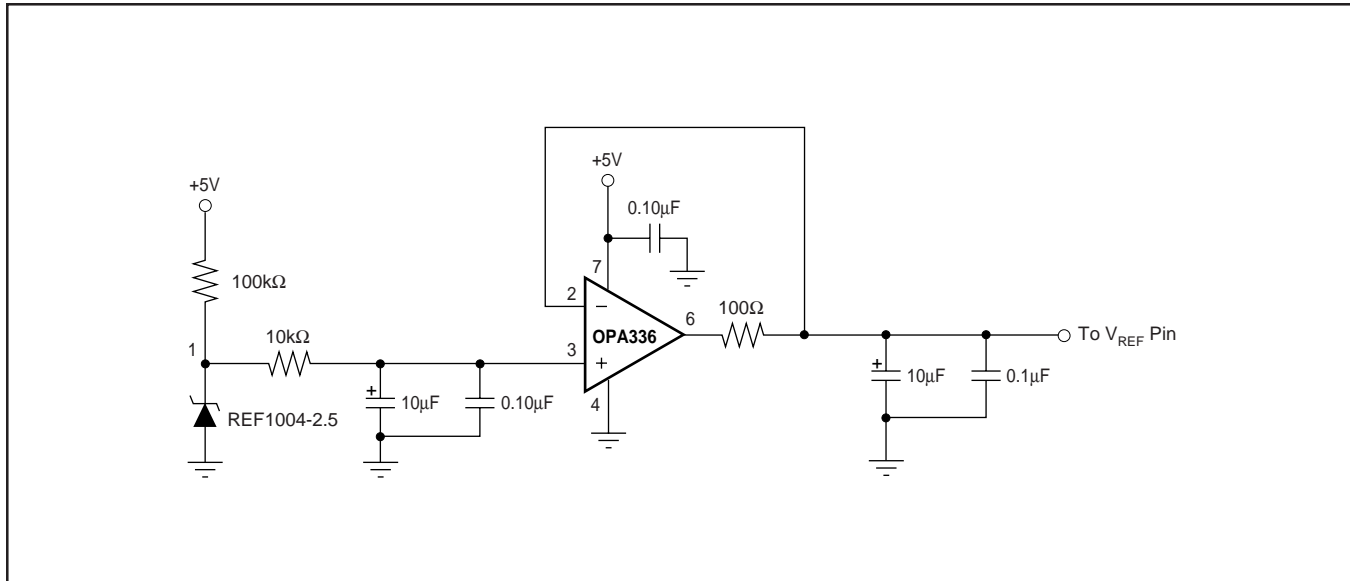 +5V
+5V
0.10µF
7
100kΩ
2
–
100Ω
6
OPA336
To VREF Pin
10kΩ
1
3
+
+
10µF
0.10µF
+
10µF
0.1µF
4
REF1004-2.5